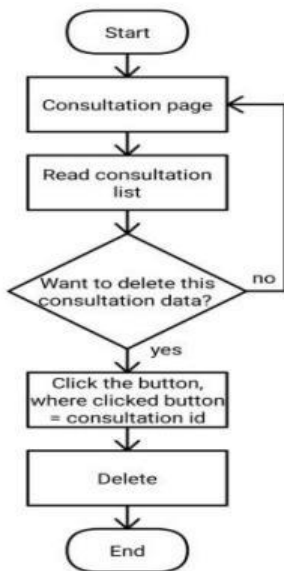 Start
Consultation page
Read consultation
list
Want to delete this
consultation data?
no
yes
Click the button,
where clicked button
= consultation id
Delete
End